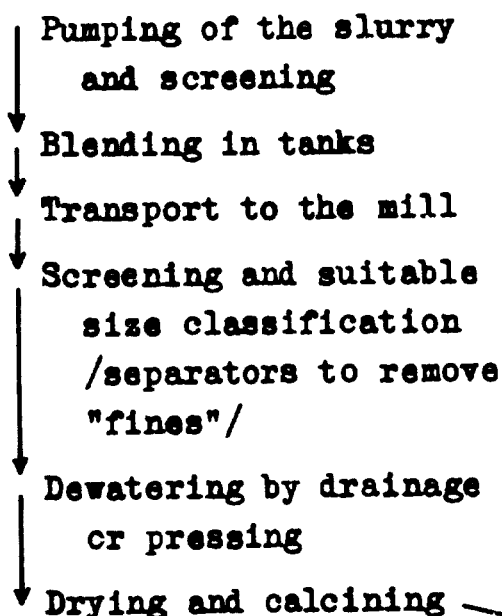 Pumping of the slurry
and screening
Blending in tanks
Transport to the mill
Screening and suitable
size classification
/separators to remove
"fines"/
Dewatering by drainage
cr pressing
Drying and calcining